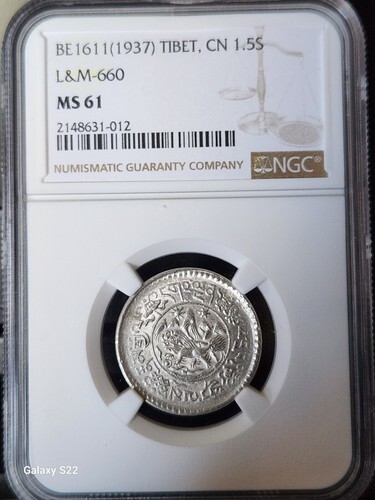 BE1611(1937) TIBET, CN 1.5S
L&M-660
MS 61
2148631-012
NUMISMATIC GUARANTY COMPANY
NGC®
Galaxy S22